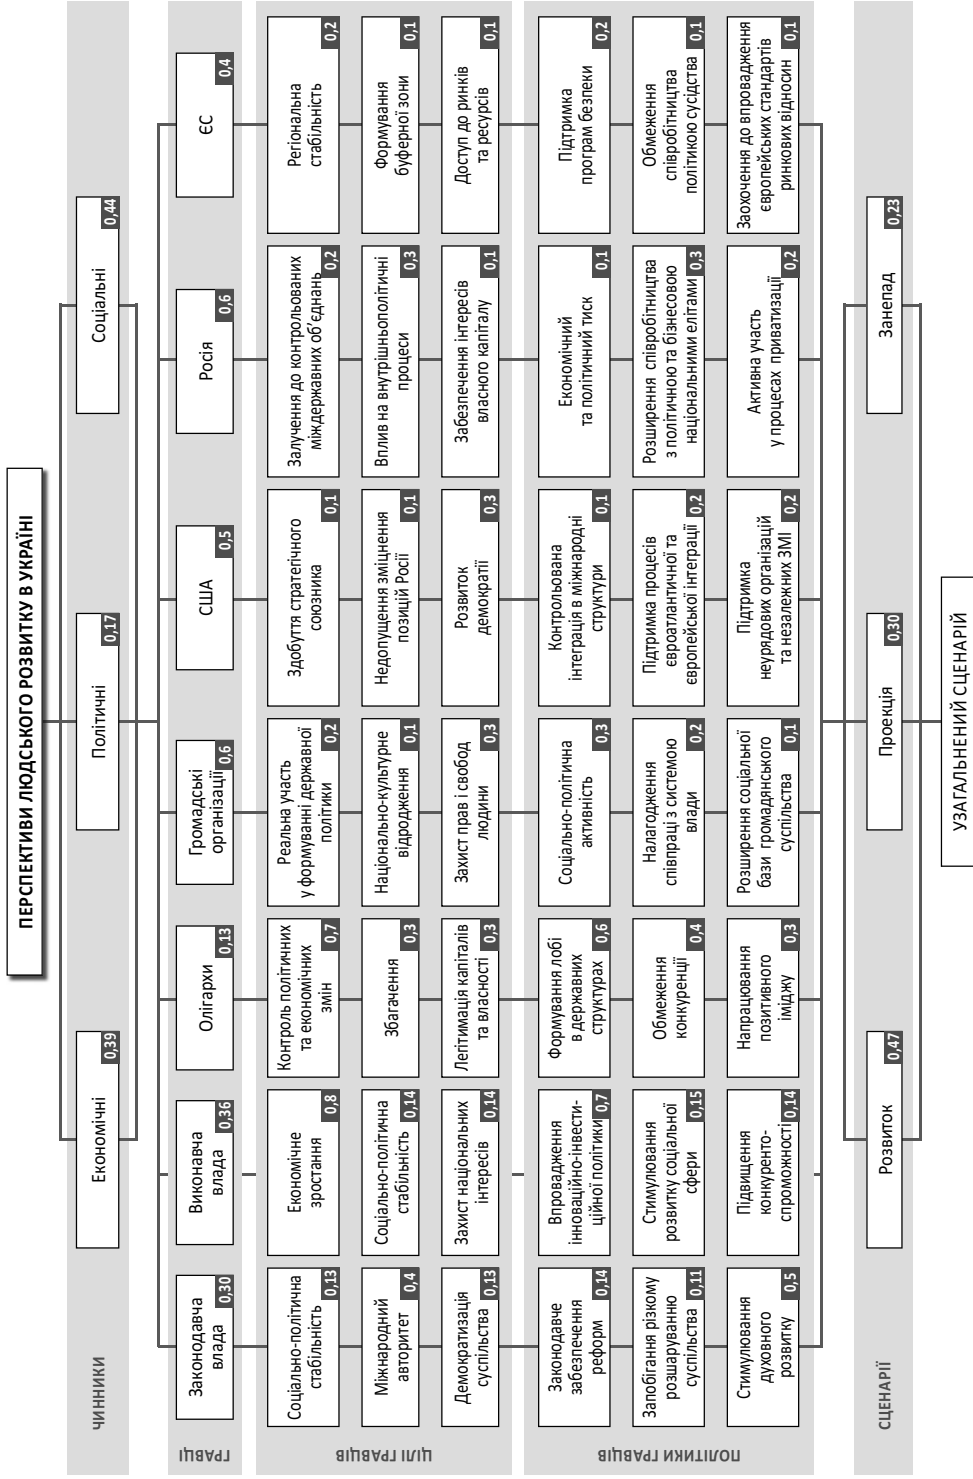 ПЕРСПЕКТИВИ ЛЮДСЬКОГО РОЗВИТКУ В УКРАЇНІ
ЧИННИКИ
Економічні
0,39
Політичні
0,17
Соціальні
0,44
ГРАВЦІ
Законодавча
влада
0,30
Виконавча
влада
0,36
Олігархи
0,13
Громадські
організації
0,6
США
0,5
Росія
0,6
ЄС
0,4
ЦІЛІ ГРАВЦІВ
Соціально-політична
стабільність
0,13
Економічне
зростання
0,8
Контроль політичних
та економічних
змін
0,7
Реальна участь
у формуванні державної
політики
0,2
Здобуття стратегічного
союзника
0,1
Залучення до контрольованих
міждержавних об’єднань
0,2
Регіональна
стабільність
0,2
Міжнародний
авторитет
0,4
Соціально-політична
стабільність
0,14
Збагачення
0,3
Національно-культурне
відродження
0,1
Недопущення зміцнення
позицій Росії
0,1
Вплив на внутрішньополітичні
процеси
0,3
Формування
буферної зони
0,1
Демократизація
суспільства
0,13
Захист національних
інтересів
0,14
Легітимація капіталів
та власності
0,3
Захист прав і свобод
людини
0,3
Розвиток
демократії
0,3
Забезпечення інтересів
власного капіталу
0,1
Доступ до ринків
та ресурсів
0,1
ПОЛІТИКИ ГРАВЦІВ
Законодавче
забезпечення
реформ
0,14
Впровадження
інноваційно-інвести-
ційної політики
0,7
Формування лобі
в державних
структурах
0,6
Соціально-політична
активність
0,3
Контрольована
інтеграція в міжнародні
структури
0,1
Економічний
та політичний тиск
0,1
Підтримка
програм безпеки
0,2
Запобігання різкому
розшаруванню
суспільства
0,11
Стимулювання
розвитку соціальної
сфери
0,15
Обмеження
конкуренції
0,4
Налагодження
співпраці з системою
влади
0,2
Підтримка процесів
євроатлантичної та
європейської інтеграції
0,2
Розширення співробітництва
з політичною та бізнесовою
національними елітами
0,3
Обмеження
співробітництва
політикою сусідства
0,1
Стимулювання
духовного
розвитку
0,5
Підвищення
конкуренто-
спроможності
0,14
Напрацювання
позитивного
іміджу
0,3
Розширення соціальної
бази громадянського
суспільства
0,1
Підтримка
неурядових організацій
та незалежних ЗМІ
0,2
Активна участь
у процесах приватизації
0,2
Заохочення до впровадження
європейських стандартів
ринкових відносин
0,1
СЦЕНАРІЇ
Розвиток
0,47
Проекція
0,30
Занепад
0,23
УЗАГАЛЬНЕНИЙ СЦЕНАРІЙ